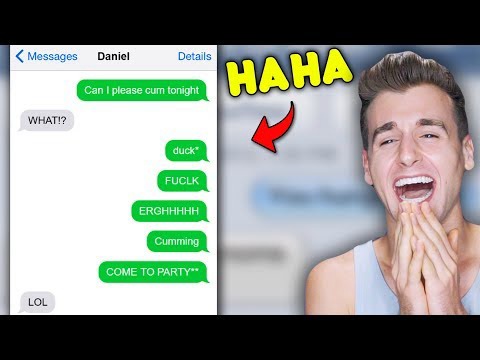 Messages
Daniel
Details
HAHA
Can I please cum tonight
WHAT!?
duck*
FUCLK
ERGHHHHH
Cumming
COME TO PARTY**
LOL